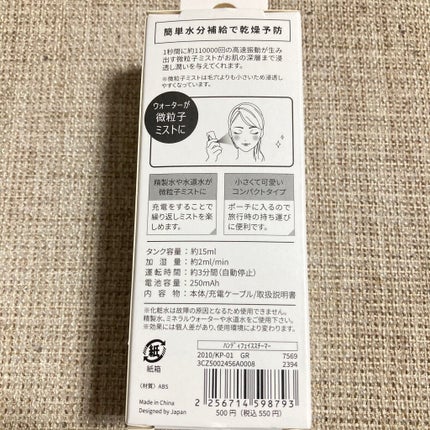 簡単水分補給で乾燥予防
1秒間に約110000回の高速振動が生み
出す微粒子ミストがお肌の深層まで浸
透し潤いを与えてくれます。
※微粒子ミストは毛穴よりも小さいため浸透し
やすくなっています。
ウォーターが
微粒子
ミストに
精製水や水道水が
微粒子ミストに
充電をすることで
繰り返しミストを楽
しめます。
小さくて可愛い
コンパクトタイプ
ポーチに入るので
旅行時の持ち運び
に便利です。
タンク容量：約15ml
加湿量：約2ml/min
運転時間：約3分間（自動停止）
電池容量：250mAh
内容物：本体/充電ケーブル/取扱説明書
※化粧水は故障の原因となるため使用できません。
精製水、ミネラルウォーターや水道水をご使用下さい。
※効果には個人差があり、使用環境により変わります。
紙
紙箱
〈材質〉ABS
Made in China
Designed by Japan
ﾊﾝﾃﾞｨﾌｪｲｽｽﾁｰﾏｰ
2010/KP-01 GR 7569
3CZ5002456A0008 2394
2 256714 598793
500円（税込 550円）